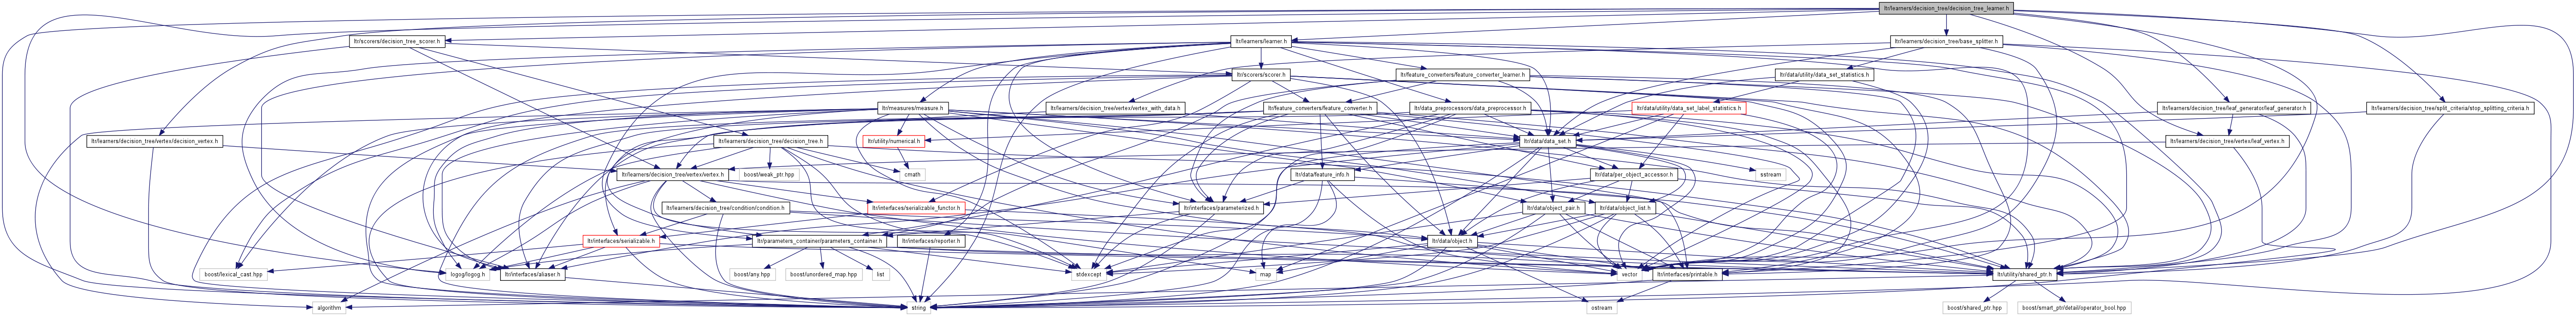 ltr/learners/decision_tree/decision_tree_learner.h
ltr/scorers/decision_tree_scorer.h
ltr/learners/learner.h
ltr/learners/decision_tree/base_splitter.h
ltr/scorers/scorer.h
ltr/feature_converters/feature_converter_learner.h
ltr/data/utility/data_set_statistics.h
ltr/measures/measure.h
ltr/learners/decision_tree/vertex/vertex_with_data.h
ltr/feature_converters/feature_converter.h
ltr/data_preprocessors/data_preprocessor.h
ltr/data/utility/data_set_label_statistics.h
ltr/learners/decision_tree/leaf_generator/leaf_generator.h
ltr/learners/decision_tree/split_criteria/stop_splitting_criteria.h
ltr/learners/decision_tree/vertex/decision_vertex.h
ltr/learners/decision_tree/decision_tree.h
ltr/utility/numerical.h
ltr/data/data_set.h
ltr/learners/decision_tree/vertex/leaf_vertex.h
ltr/learners/decision_tree/vertex/vertex.h
boost/weak_ptr.hpp
cmath
ltr/data/feature_info.h
ltr/data/per_object_accessor.h
sstream
ltr/learners/decision_tree/condition/condition.h
ltr/interfaces/serializable_functor.h
ltr/interfaces/parameterized.h
ltr/data/object_pair.h
ltr/data/object_list.h
ltr/interfaces/serializable.h
ltr/parameters_container/parameters_container.h
ltr/interfaces/reporter.h
ltr/data/object.h
boost/lexical_cast.hpp
logog/logog.h
ltr/interfaces/aliaser.h
boost/any.hpp
boost/unordered_map.hpp
list
stdexcept
map
vector
ltr/interfaces/printable.h
ltr/utility/shared_ptr.h
algorithm
string
ostream
boost/shared_ptr.hpp
boost/smart_ptr/detail/operator_bool.hpp